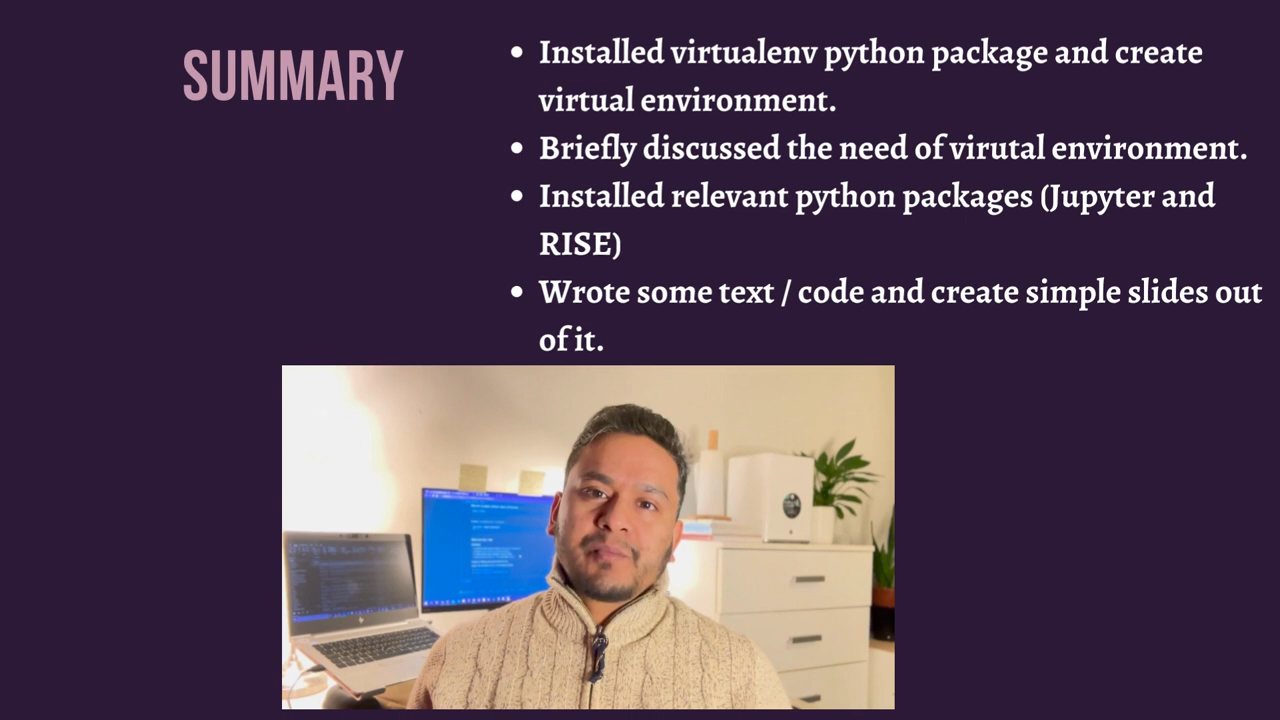 SUMMARY
• Installed virtualenv python package and create
virtual environment.
• Briefly discussed the need of virutal environment.
• Installed relevant python packages (Jupyter and
RISE)
• Wrote some text / code and create simple slides out
of it.